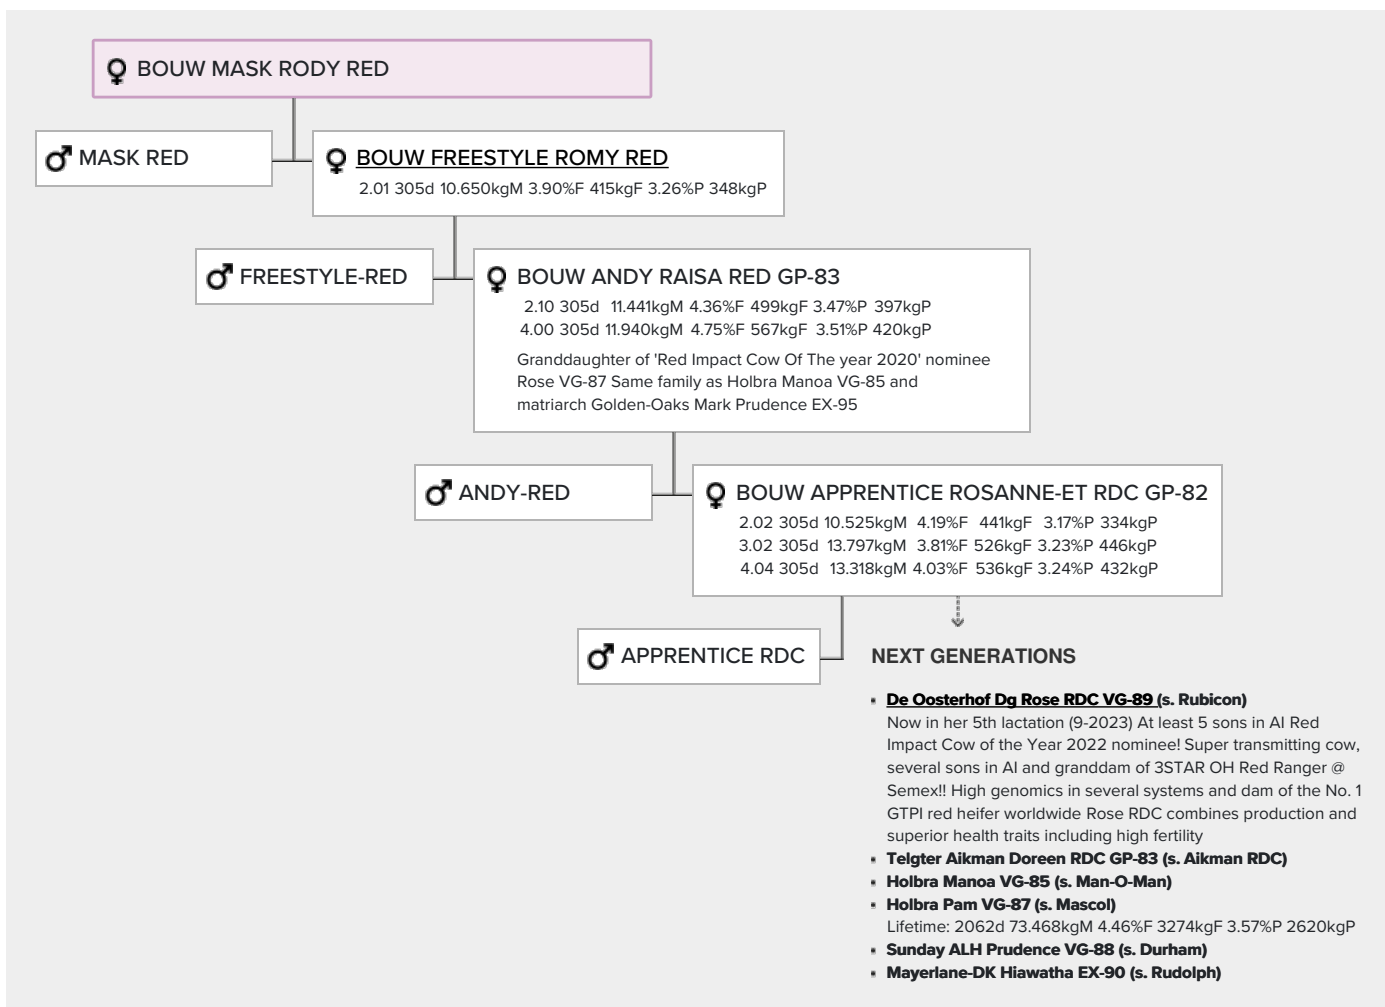 BOUW MASK RODY RED
MASK RED
BOUW FREESTYLE ROMY RED
2.01 305d 10.650kgM 3.90%F 415kgF 3.26%P 348kgP
FREESTYLE-RED
BOUW ANDY RAISA RED GP-83
2.10 305d 11.441kgM 4.36%F 499kgF 3.47%P 397kgP
4.00 305d 11.940kgM 4.75%F 567kgF 3.51%P 420kgP
Granddaughter of 'Red Impact Cow Of The year 2020' nominee
Rose VG-87 Same family as Holbra Manoa VG-85 and
matriarch Golden-Oaks Mark Prudence EX-95
ANDY-RED
BOUW APPRENTICE ROSANNE-ET RDC GP-82
2.02 305d 10.525kgM 4.19%F 441kgF 3.17%P 334kgP
3.02 305d 13.797kgM 3.81%F 526kgF 3.23%P 446kgP
4.04 305d 13.318kgM 4.03%F 536kgF 3.24%P 432kgP
APPRENTICE RDC
NEXT GENERATIONS
De Oosterhof Dg Rose RDC VG-89 (s. Rubicon)
Now in her 5th lactation (9-2023) At least 5 sons in AI Red
Impact Cow of the Year 2022 nominee! Super transmitting cow,
several sons in AI and granddam of 3STAR OH Red Ranger @
Semex!! High genomics in several systems and dam of the No. 1
GTPI red heifer worldwide Rose RDC combines production and
superior health traits including high fertility
Telgter Aikman Doreen RDC GP-83 (s. Aikman RDC)
Holbra Manoa VG-85 (s. Man-O-Man)
Holbra Pam VG-87 (s. Mascol)
Lifetime: 2062d 73.468kgM 4.46%F 3274kgF 3.57%P 2620kgP
Sunday ALH Prudence VG-88 (s. Durham)
Mayerlane-DK Hiawatha EX-90 (s. Rudolph)